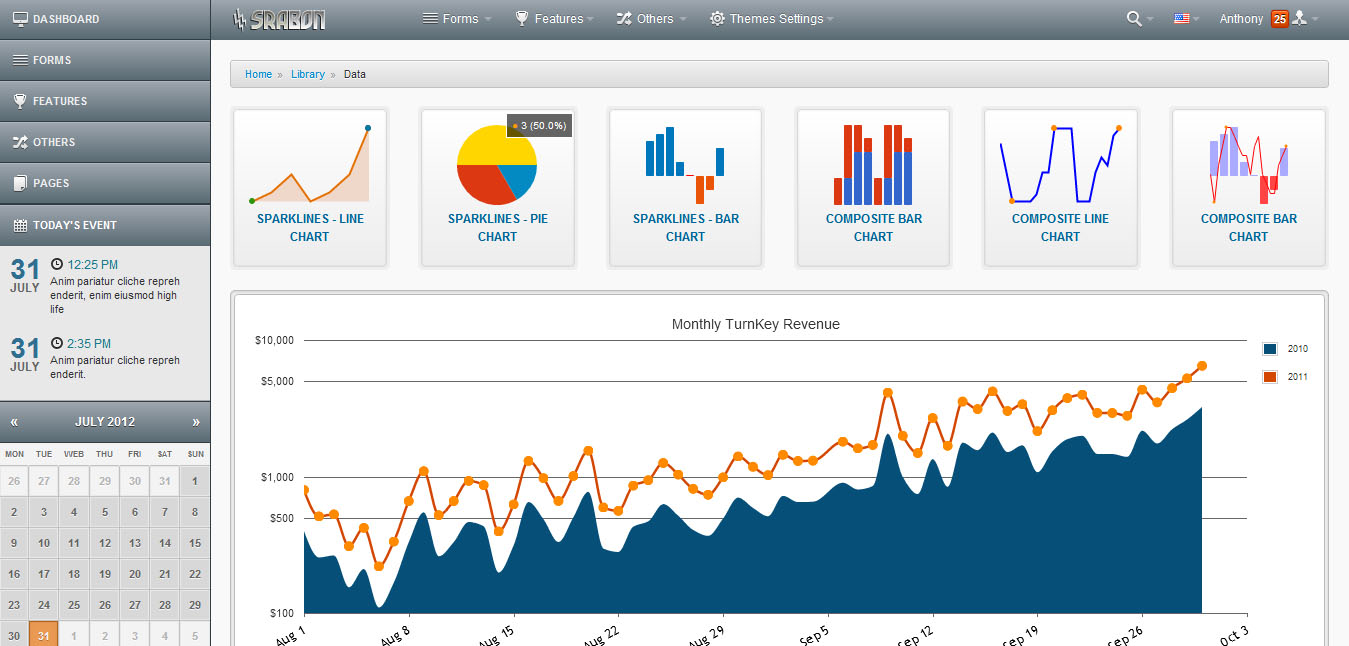 DASHBOARD
FORMS
FEATURES
OTHERS
PAGES
TODAY'S EVENT
31
JULY
12:25 PM
Anim pariatur cliche repreh
enderit, enim eiusmod high
life
31
JULY
2:35 PM
Anim pariatur cliche repreh
enderit.
« JULY 2012 »
MON TUE WEB THU FRI SAT SUN
26 27 28 29 30 31 1
2 3 4 5 6 7 8
9 10 11 12 13 14 15
16 17 18 19 20 21 22
23 24 25 26 27 28 29
30 31 1 2 3 4 5
SRABON
Forms Features Others Themes Settings
Anthony 25
Home » Library » Data
SPARKLINES - LINE
CHART
3 (50.0%)
SPARKLINES - PIE
CHART
SPARKLINES - BAR
CHART
COMPOSITE BAR
CHART
COMPOSITE LINE
CHART
COMPOSITE BAR
CHART
Monthly TurnKey Revenue
$10,000
$5,000
$1,000
$500
$100
Aug 1 Aug 8 Aug 15 Aug 22 Aug 29 Sep 5 Sep 12 Sep 19 Sep 26 Oct 3
2010
2011